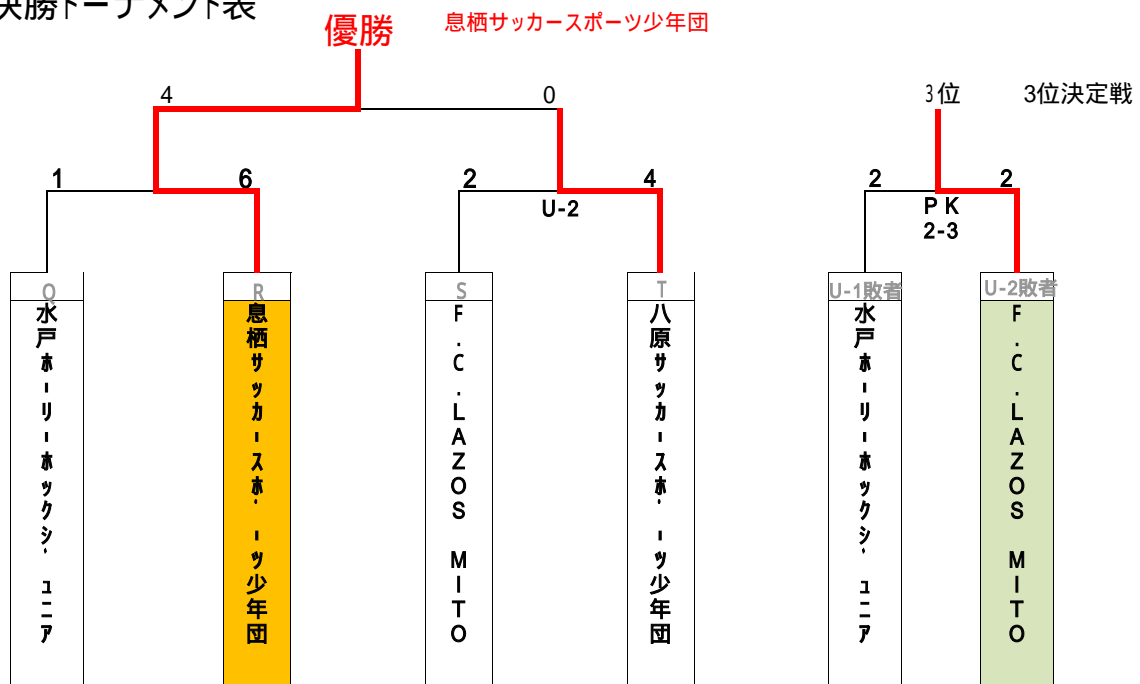 決勝トーナメント表
優勝 息栖サッカースポーツ少年団
4 0 3位 3位決定戦
1 6 2 4 2 2
U-2 PK
2-3
Q R S T U-1敗者 U-2敗者
水戸ホーリーホックジュニア
息栖サッカースポーツ少年団
F.C.LAZOS MITO
八原サッカースポーツ少年団
水戸ホーリーホックジュニア
F.C.LAZOS MITO